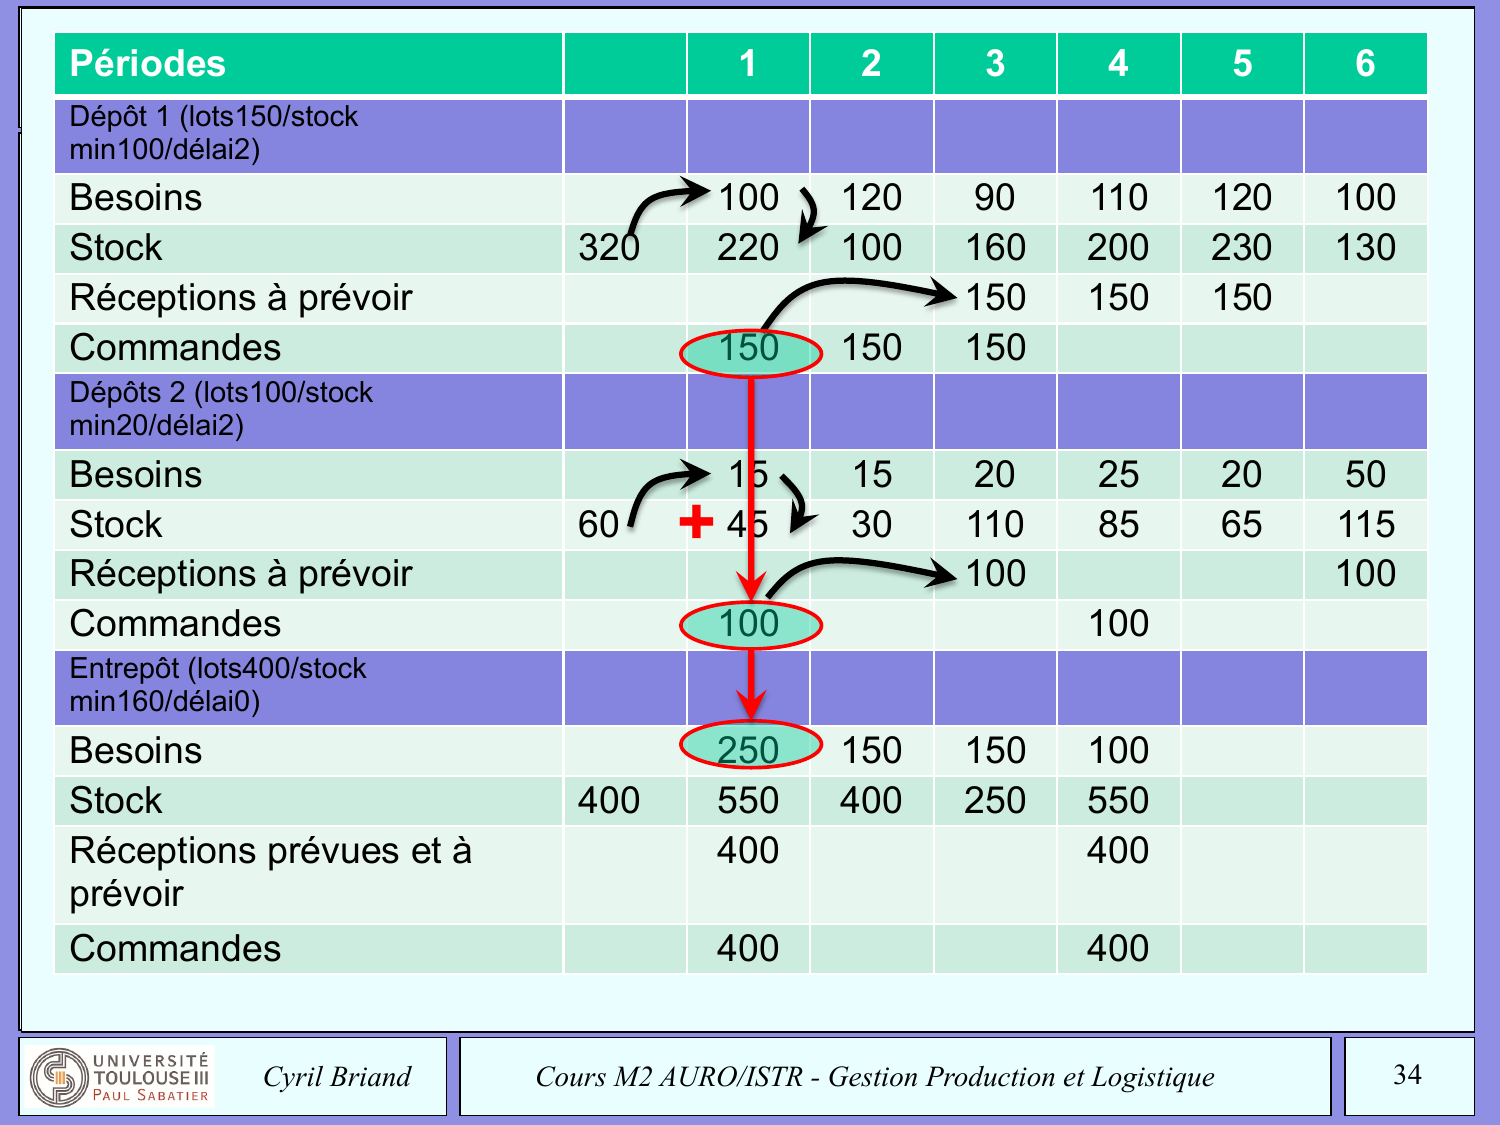 Périodes 1 2 3 4 5 6
Dépôt 1 (lots150/stock
min100/délai2)
Besoins 100 120 90 110 120 100
Stock 320 220 100 160 200 230 130
Réceptions à prévoir 150 150 150
Commandes 150 150 150
Dépôts 2 (lots100/stock
min20/délai2)
Besoins 15 15 20 25 20 50
Stock 60 + 45 30 110 85 65 115
Réceptions à prévoir 100 100
Commandes 100 100
Entrepôt (lots400/stock
min160/délai0)
Besoins 250 150 150 100
Stock 400 550 400 250 550
Réceptions prévues et à 400 400
prévoir
Commandes 400 400
UNIVERSITÉ
TOULOUSE III
PAUL SABATIER
Cyril Briand
Cours M2 AURO/ISTR - Gestion Production et Logistique
34